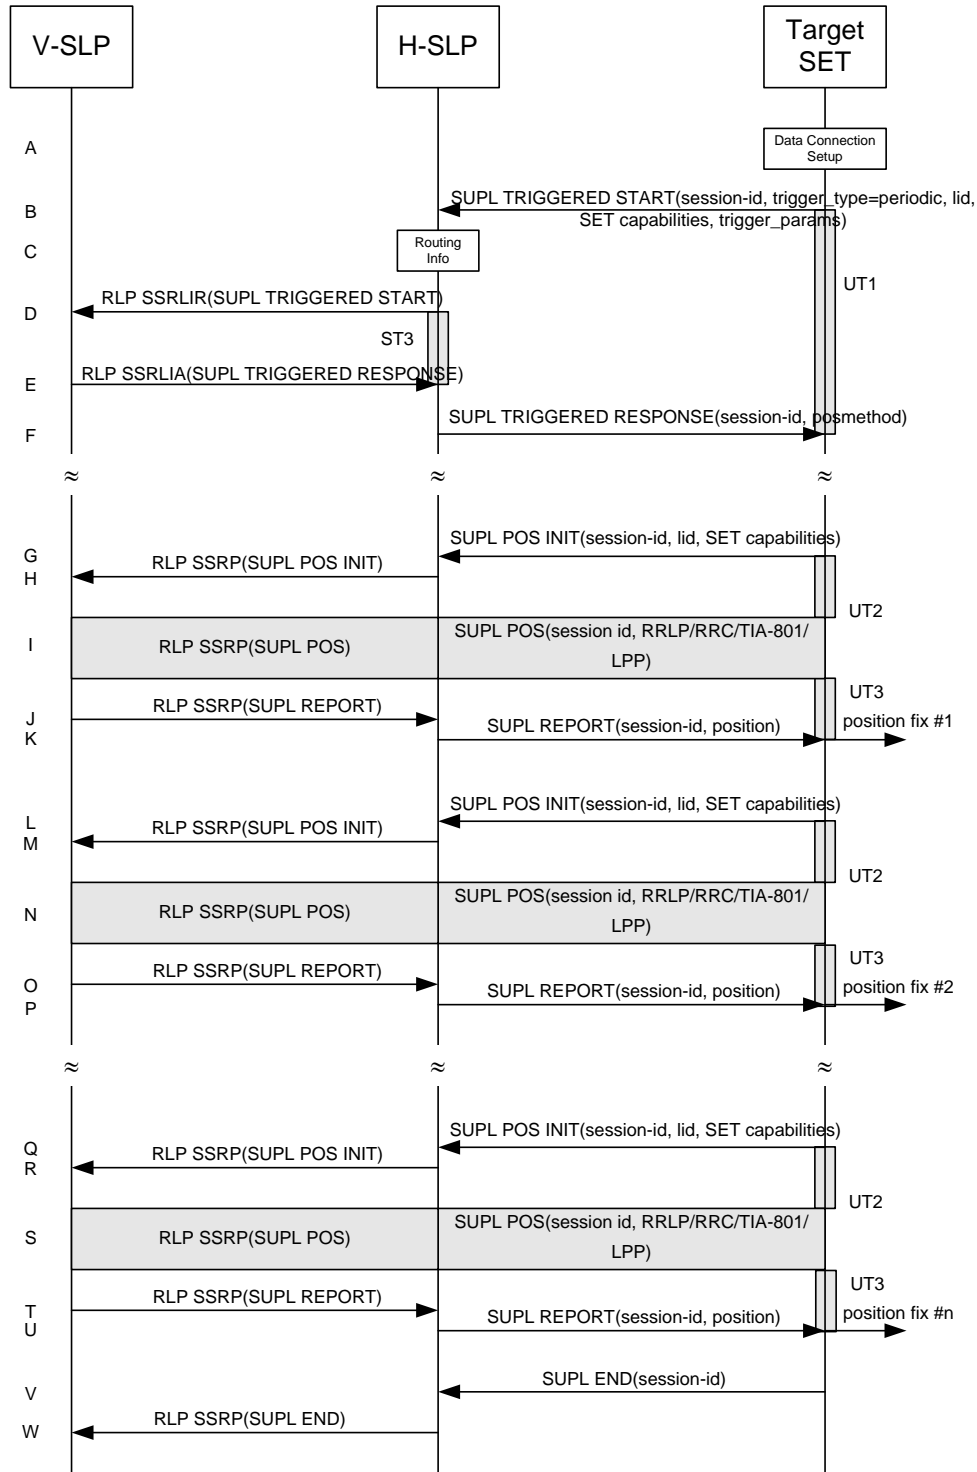 V-SLP
H-SLP
Target
SET
A
Data Connection
Setup
B
SUPL TRIGGERED START(session-id, trigger_type=periodic, lid,
SET capabilities, trigger_params)
C
Routing
Info
UT1
D
RLP SSRLIR(SUPL TRIGGERED START)
ST3
E
RLP SSRLIA(SUPL TRIGGERED RESPONSE)
F
SUPL TRIGGERED RESPONSE(session-id, posmethod)
≈ ≈ ≈
G
SUPL POS INIT(session-id, lid, SET capabilities)
H
RLP SSRP(SUPL POS INIT)
UT2
I
RLP SSRP(SUPL POS)
SUPL POS(session id, RRLP/RRC/TIA-801/
LPP)
J
RLP SSRP(SUPL REPORT)
UT3
K
SUPL REPORT(session-id, position)
position fix #1
L
SUPL POS INIT(session-id, lid, SET capabilities)
M
RLP SSRP(SUPL POS INIT)
UT2
N
RLP SSRP(SUPL POS)
SUPL POS(session id, RRLP/RRC/TIA-801/
LPP)
O
RLP SSRP(SUPL REPORT)
UT3
P
SUPL REPORT(session-id, position)
position fix #2
≈ ≈ ≈
Q
SUPL POS INIT(session-id, lid, SET capabilities)
R
RLP SSRP(SUPL POS INIT)
UT2
S
RLP SSRP(SUPL POS)
SUPL POS(session id, RRLP/RRC/TIA-801/
LPP)
T
RLP SSRP(SUPL REPORT)
UT3
U
SUPL REPORT(session-id, position)
position fix #n
V
SUPL END(session-id)
W
RLP SSRP(SUPL END)